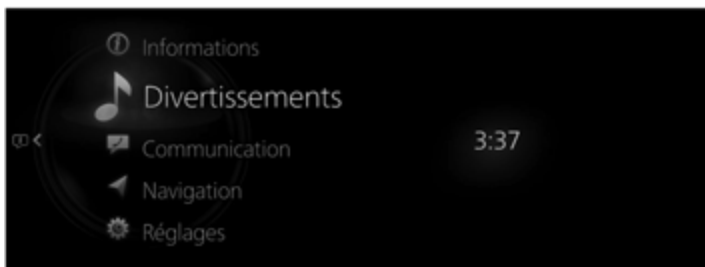 Informations
Divertissements
Communication
Navigation
Réglages
3:37